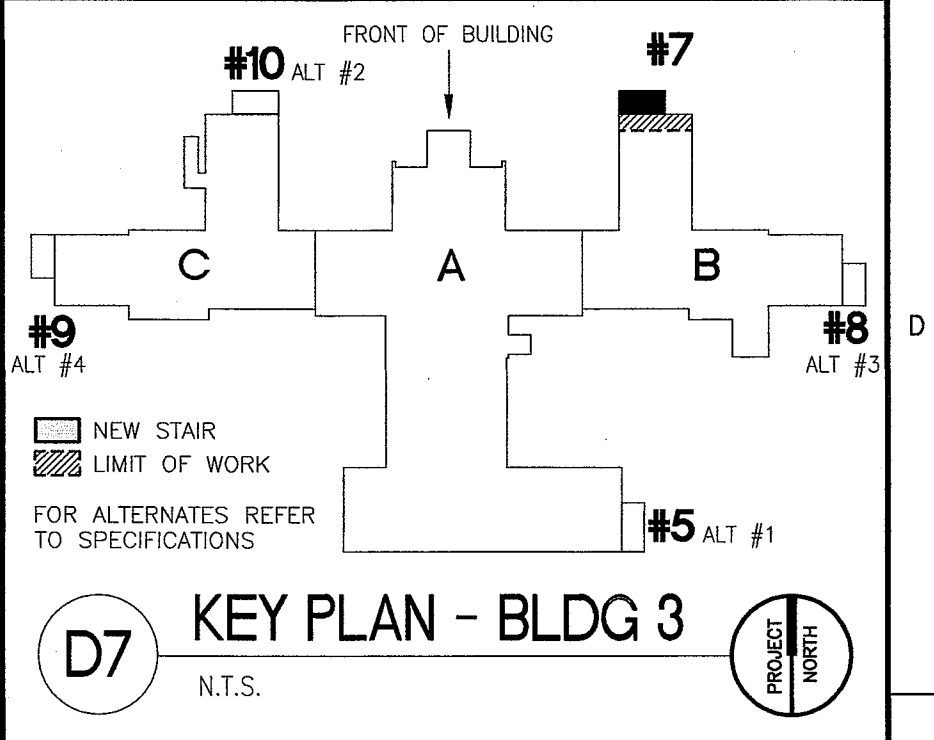 FRONT OF BUILDING
#10 ALT #2
#7
C
A
B
#9
ALT #4
#8
ALT #3
D
NEW STAIR
LIMIT OF WORK
FOR ALTERNATES REFER
TO SPECIFICATIONS
#5 ALT #1
D7
KEY PLAN - BLDG 3
N.T.S.
PROJECT
NORTH